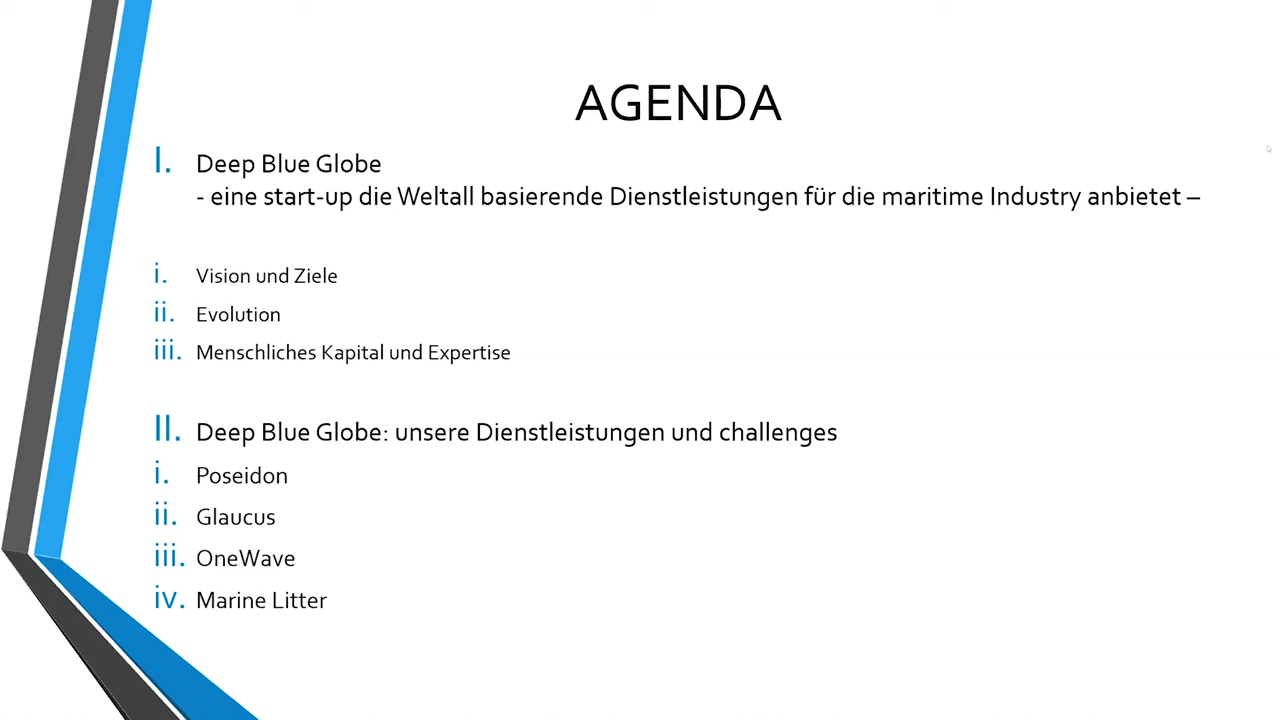 AGENDA
I. Deep Blue Globe
- eine start-up die Weltall basierende Dienstleistungen für die maritime Industry anbietet –
i. Vision und Ziele
ii. Evolution
iii. Menschliches Kapital und Expertise
II. Deep Blue Globe: unsere Dienstleistungen und challenges
i. Poseidon
ii. Glaucus
iii. OneWave
iv. Marine Litter